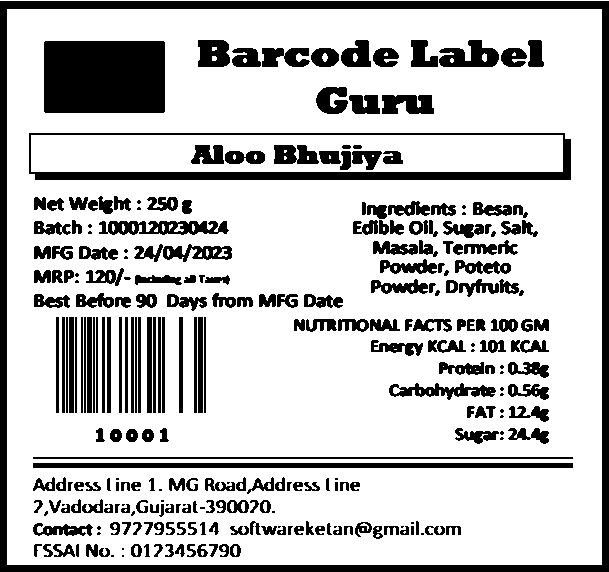 Barcode Label
Guru
Aloo Bhujiya
Net Weight : 250 g
Batch : 1000120230424
MFG Date : 24/04/2023
MRP: 120/- (Including all Taxes)
Best Before 90 Days from MFG Date
Ingredients : Besan,
Edible Oil, Sugar, Salt,
Masala, Termeric
Powder, Poteto
Powder, Dryfruits,
NUTRITIONAL FACTS PER 100 GM
Energy KCAL : 101 KCAL
Protein : 0.38g
Carbohydrate : 0.56g
FAT : 12.4g
Sugar: 24.4g
10001
Address Line 1. MG Road,Address Line
2,Vadodara,Gujarat-390020.
Contact : 9727955514 softwareketan@gmail.com
FSSAI No. : 0123456790